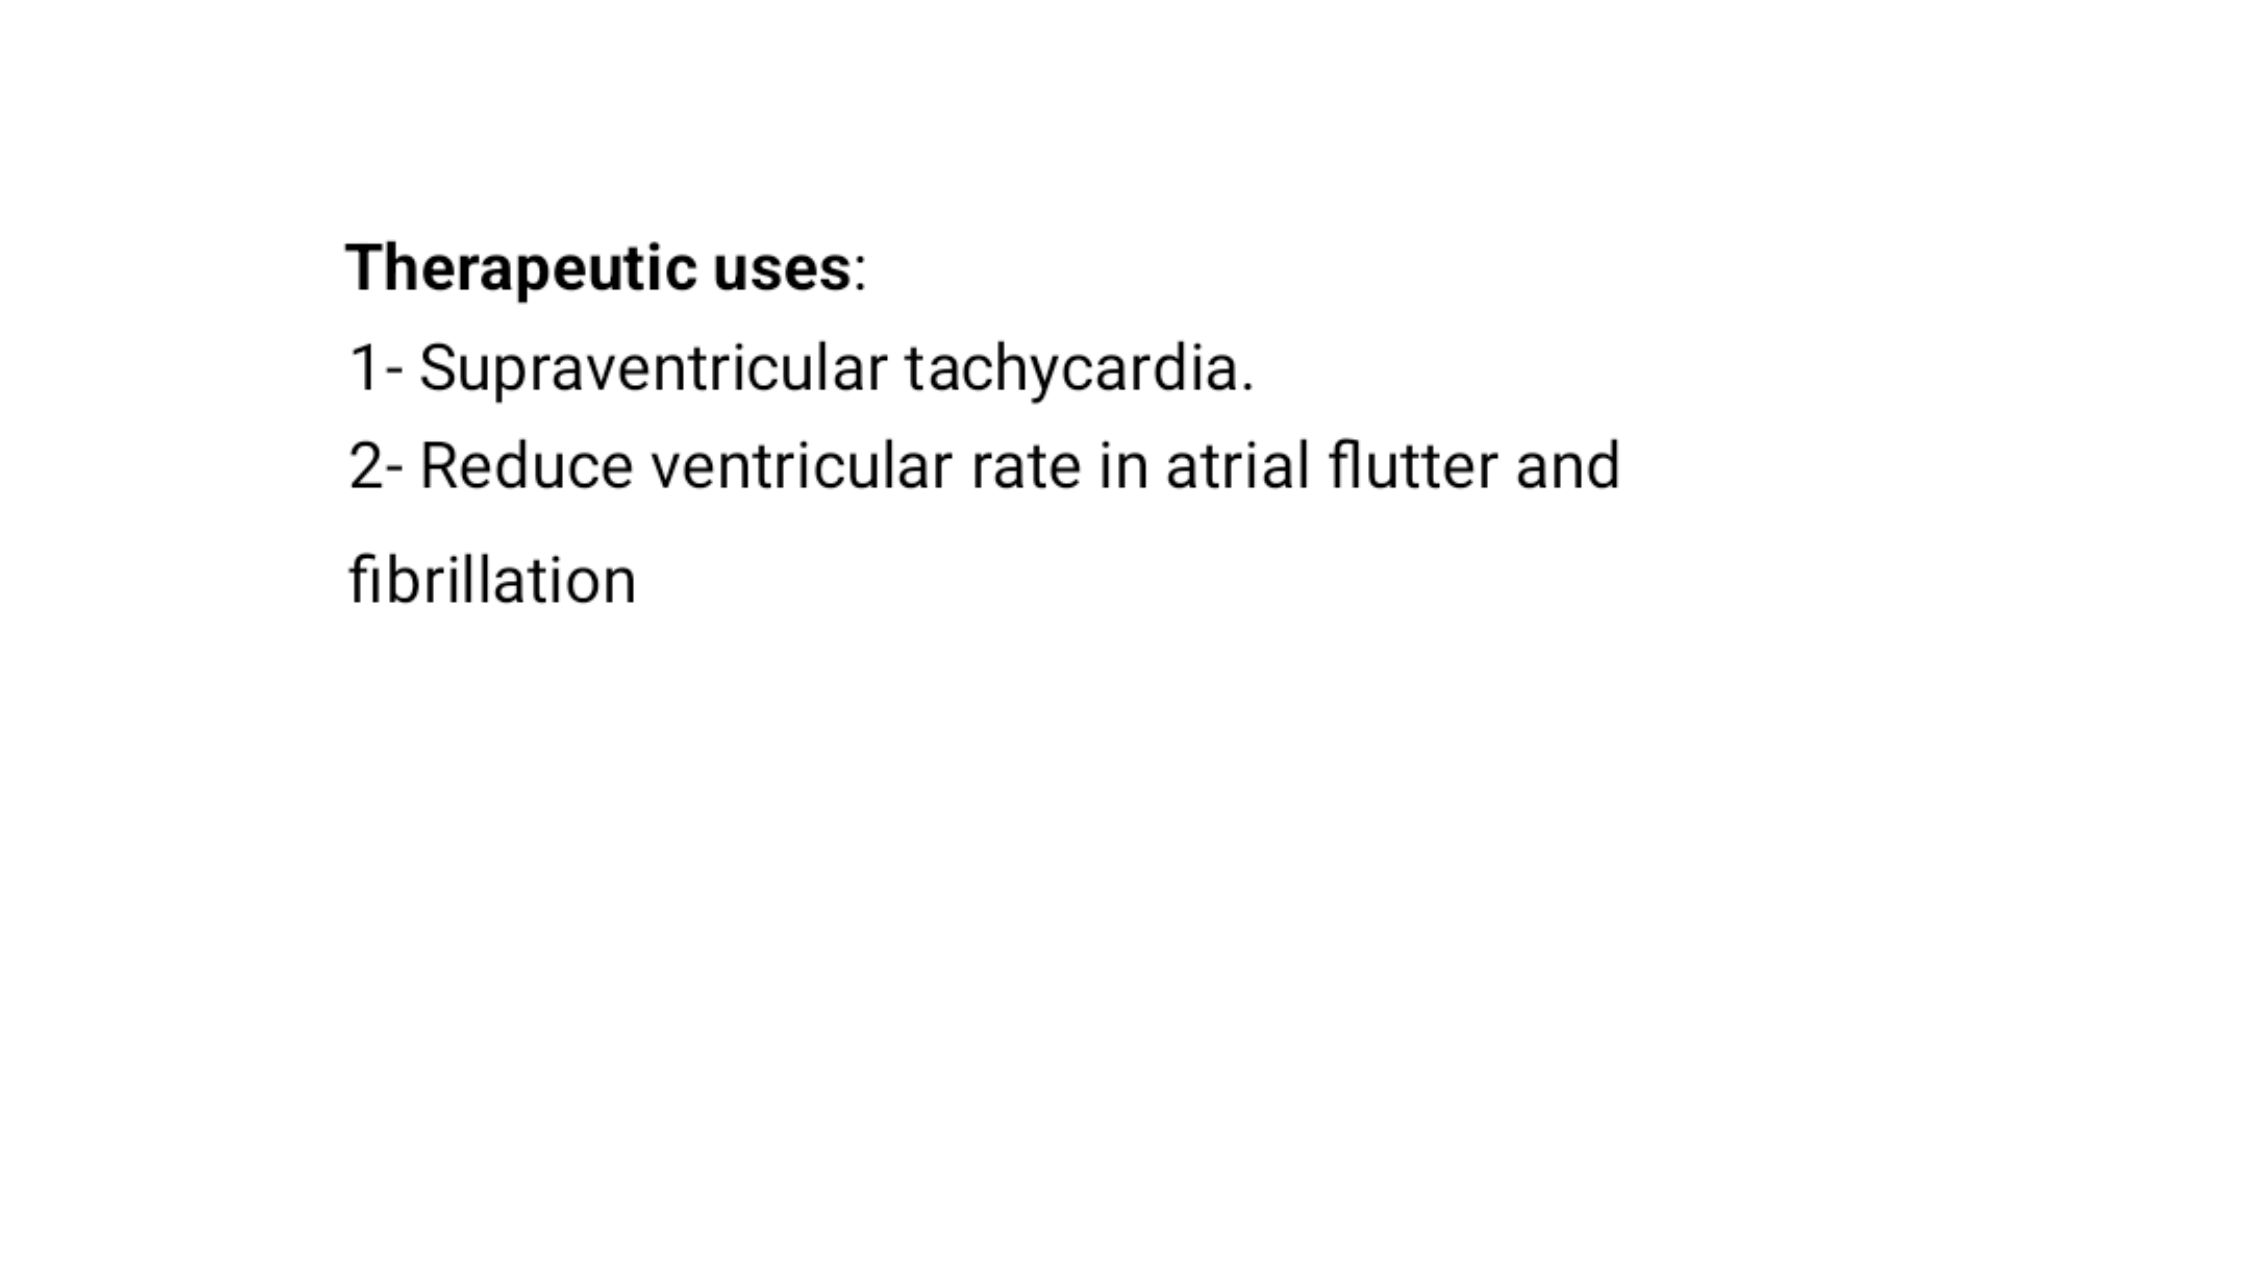 Therapeutic uses:
1- Supraventricular tachycardia.
2- Reduce ventricular rate in atrial flutter and
fibrillation